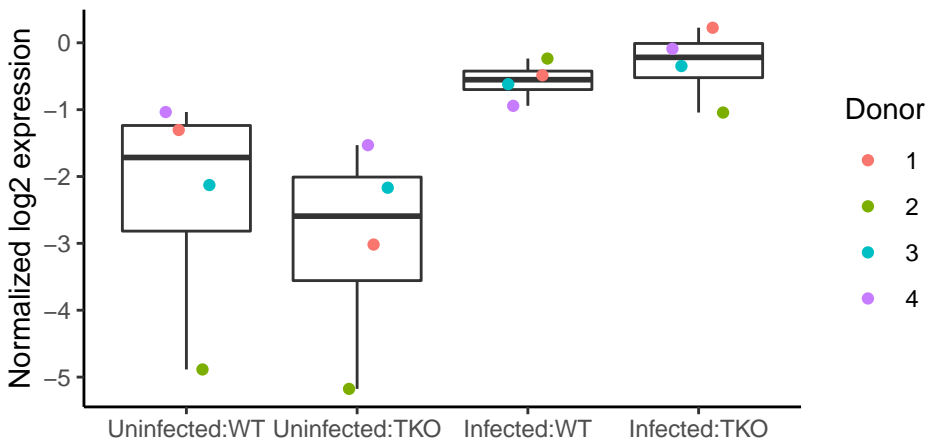 Normalized log2 expression
0
−1
−2
−3
−4
−5
Uninfected:WT
Uninfected:TKO
Infected:WT
Infected:TKO
Donor
1
2
3
4